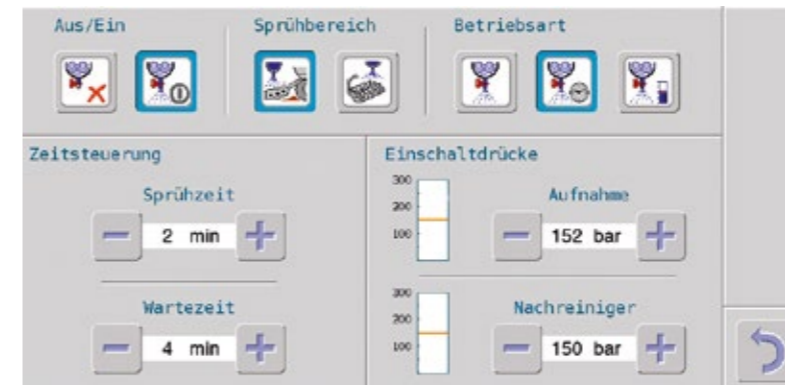 Aus/Ein
Sprühbereich
Betriebsart
Zeitsteuerung
Sprühzeit
2 min
Wartezeit
4 min
Einschaltdrücke
300
200
100
Aufnahme
152 bar
300
200
100
Nachreiniger
150 bar